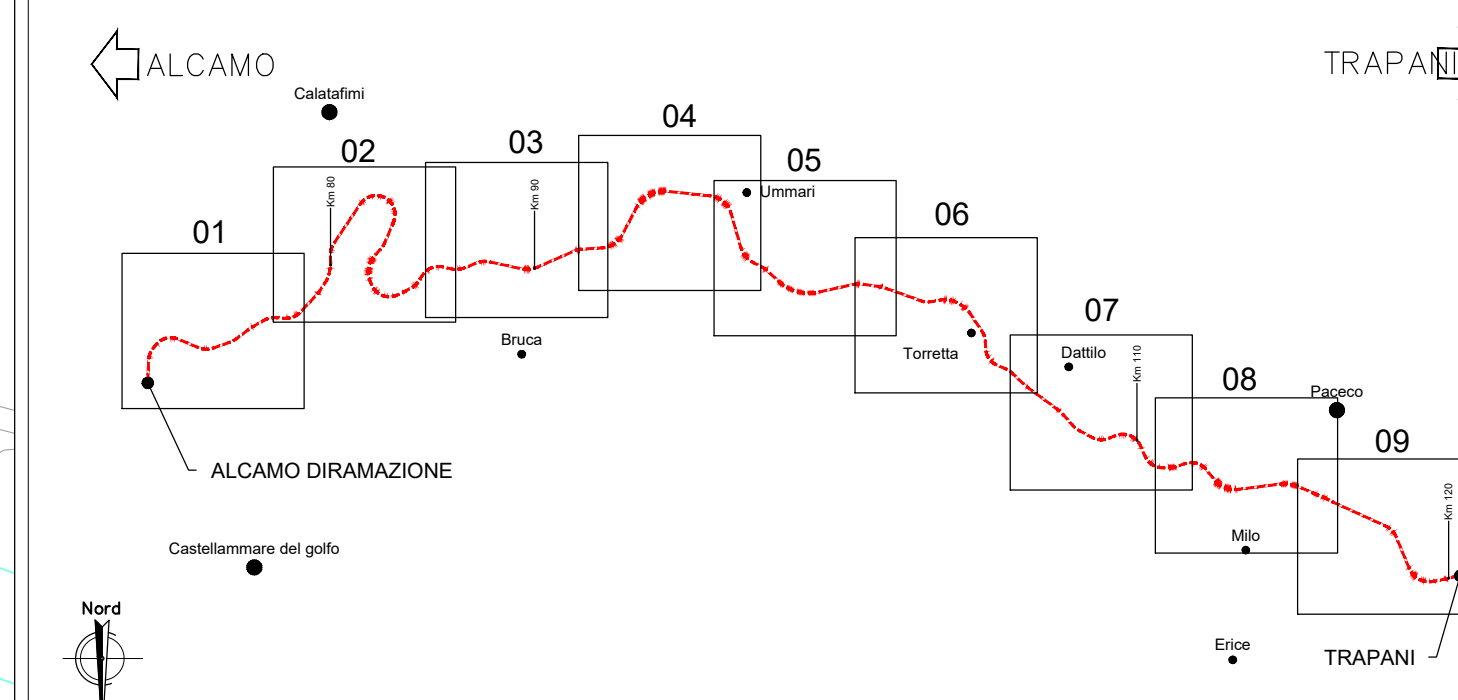 ALCAMO
TRAPANI
Calatafimi
04
02
03
05
Km 80
Km 90
Ummari
06
01
07
Bruca
Torretta
Dattilo
Km 110
08
Paceco
09
ALCAMO DIRAMAZIONE
Km 120
Castellammare del golfo
Milo
Nord
Erice
TRAPANI